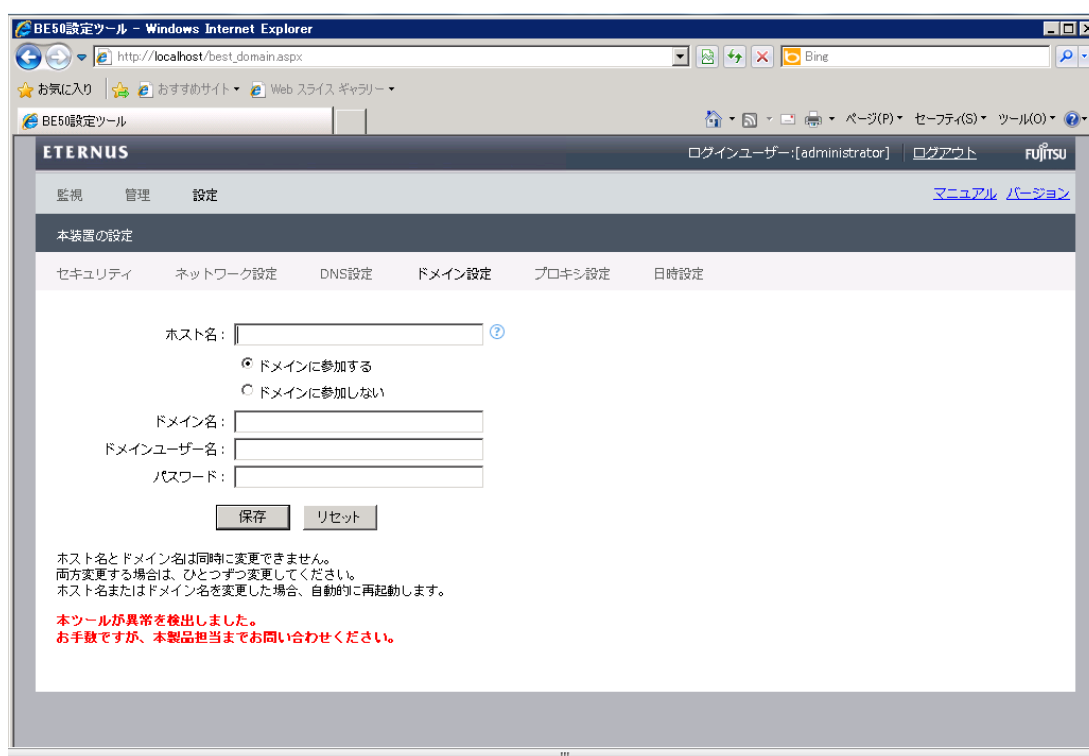 BE50設定ツール - Windows Internet Explorer
http://localhost/best_domain.aspx
Bing
お気に入り おすすめサイト Web スライス ギャラリー
BE50設定ツール ページ(P) セーフティ(S) ツール(O)
ETERNUS ログインユーザー:[administrator] ログアウト FUJITSU
監視 管理 設定 マニュアル バージョン
本装置の設定
セキュリティ ネットワーク設定 DNS設定 ドメイン設定 プロキシ設定 日時設定
ホスト名:
ドメインに参加する
ドメインに参加しない
ドメイン名:
ドメインユーザー名:
パスワード:
保存 リセット
ホスト名とドメイン名は同時に変更できません。
両方変更する場合は、ひとつずつ変更してください。
ホスト名またはドメイン名を変更した場合、自動的に再起動します。
本ツールが異常を検出しました。
お手数ですが、本製品担当までお問い合わせください。